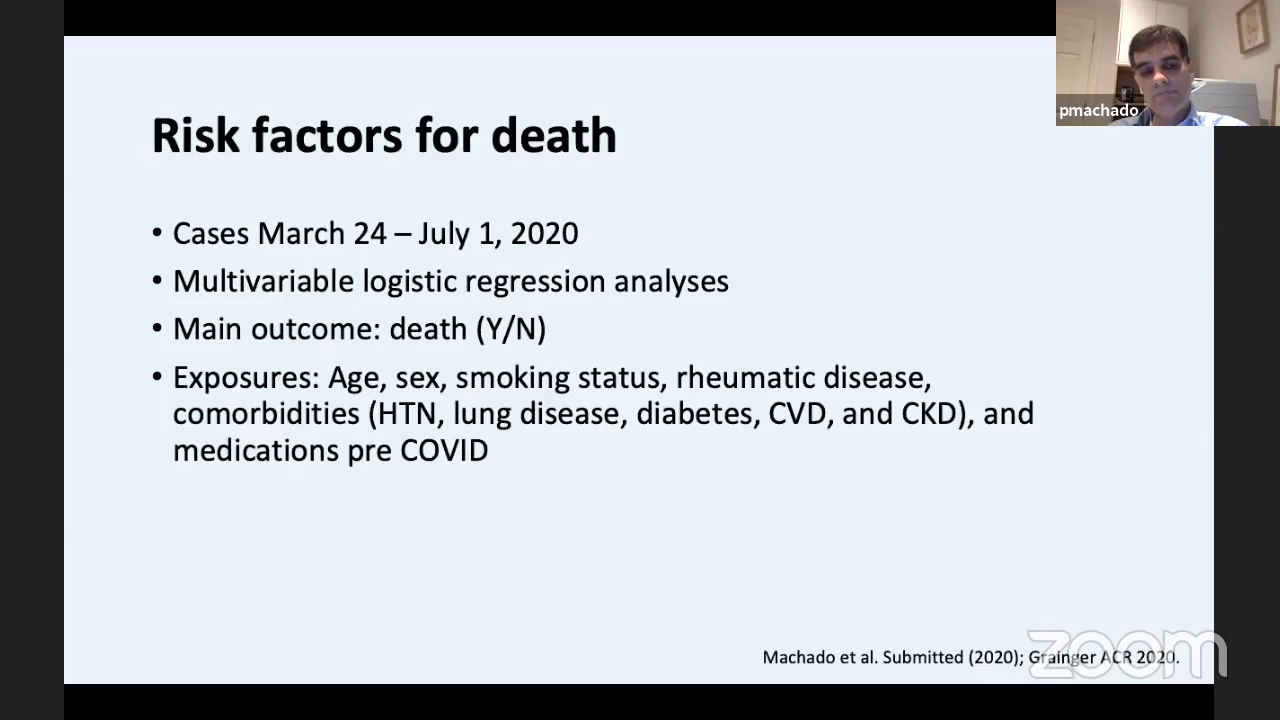 pmachado
Risk factors for death
• Cases March 24 – July 1, 2020
• Multivariable logistic regression analyses
• Main outcome: death (Y/N)
• Exposures: Age, sex, smoking status, rheumatic disease,
comorbidities (HTN, lung disease, diabetes, CVD, and CKD), and
medications pre COVID
Machado et al. Submitted (2020); Grainger ACR 2020.
zoom